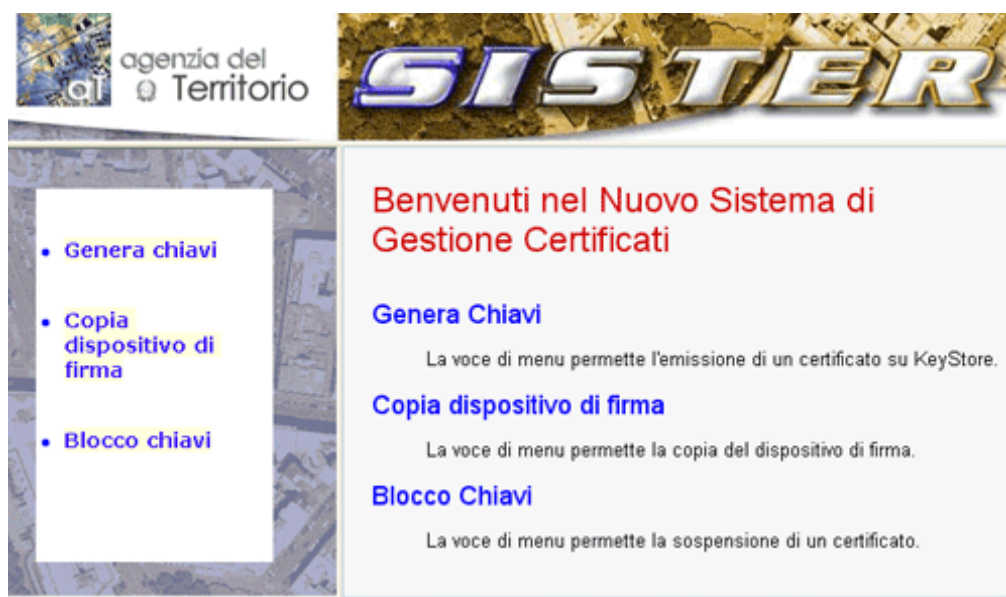 agenzia del
Territorio
SISTER
Genera chiavi
Copia
dispositivo di
firma
Blocco chiavi
Benvenuti nel Nuovo Sistema di
Gestione Certificati
Genera Chiavi
La voce di menu permette l'emissione di un certificato su KeyStore.
Copia dispositivo di firma
La voce di menu permette la copia del dispositivo di firma.
Blocco Chiavi
La voce di menu permette la sospensione di un certificato.